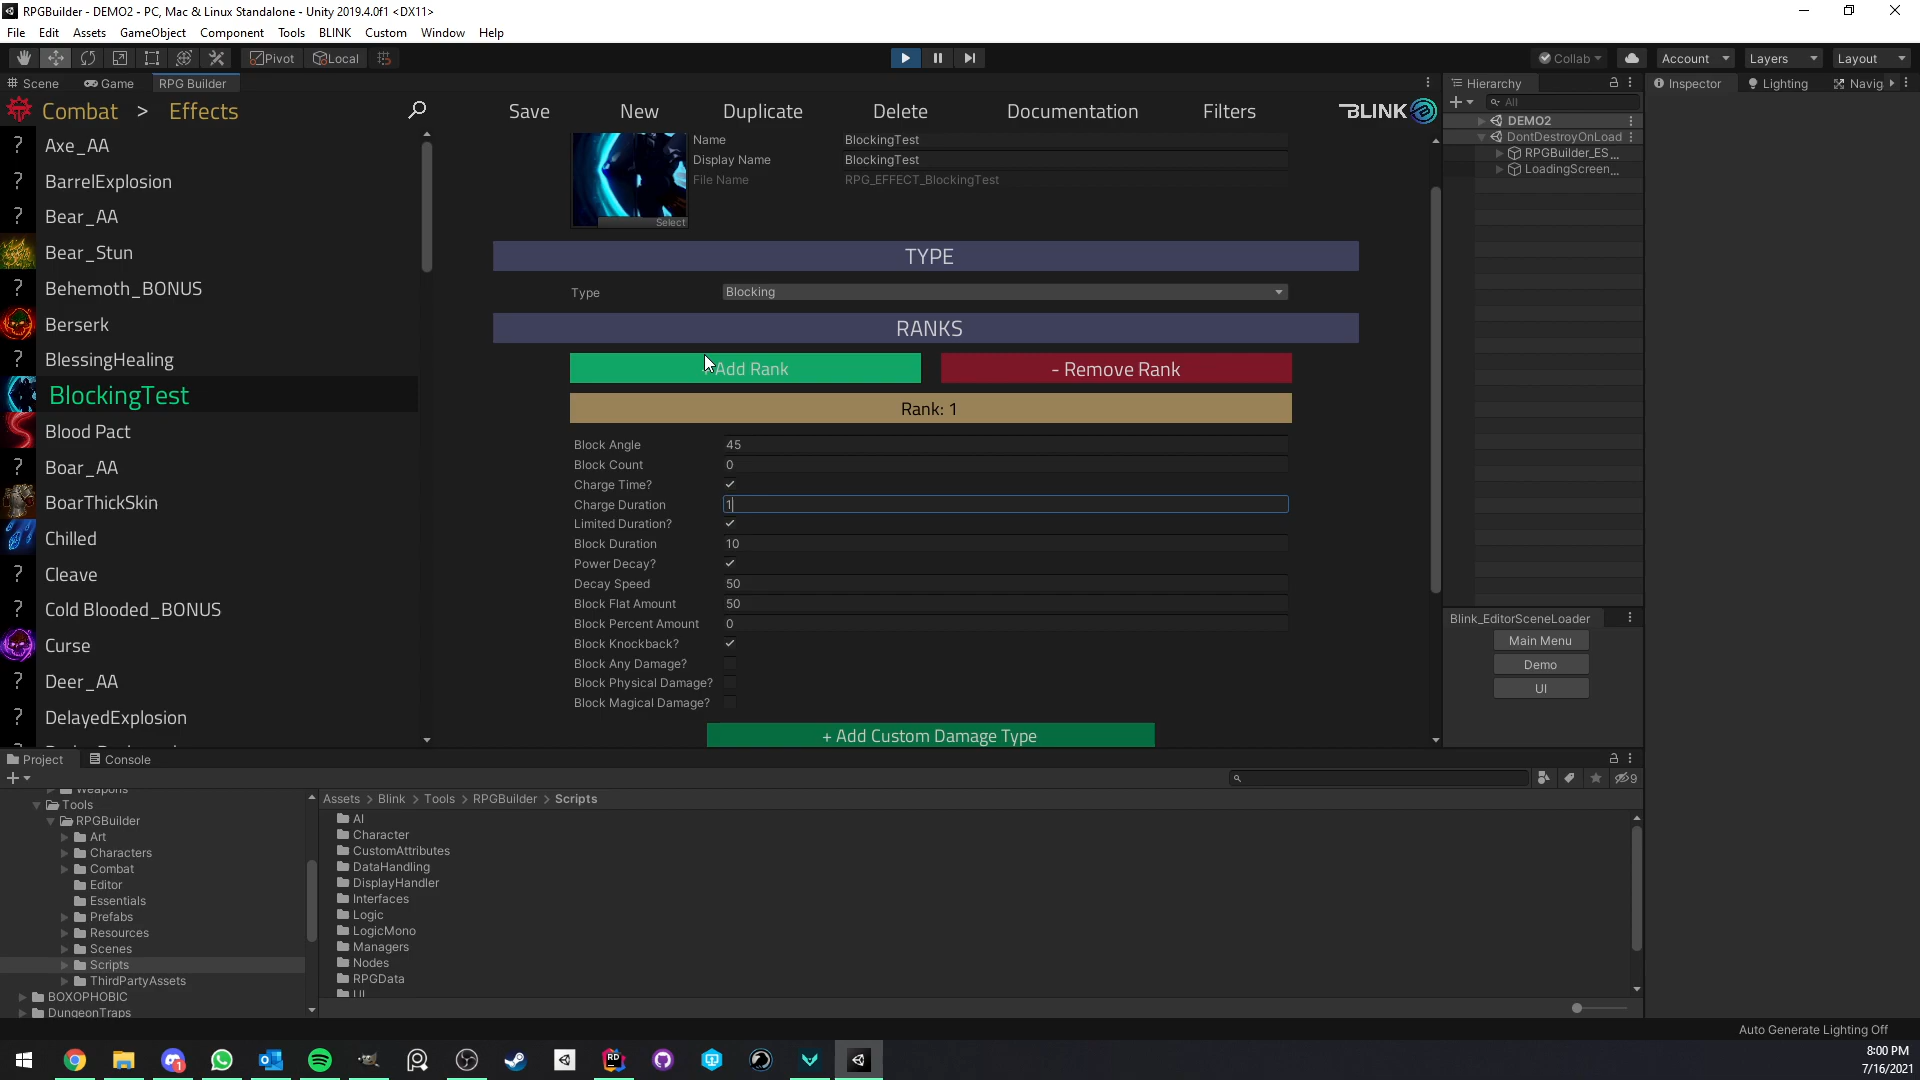 RPGBuilder - DEMO2 - PC, Mac & Linux Standalone - Unity 2019.4.0f1 <DX11>
File Edit Assets GameObject Component Tools BLINK Custom Window Help
Pivot Local Collab Account Layers Layout
Scene Game RPG Builder Hierarchy Inspector Lighting Navig
Combat > Effects Save New Duplicate Delete Documentation Filters BLINK
All
DEMO2
DontDestroyOnLoad
RPGBuilder_ES...
LoadingScreen...
? Axe_AA
? BarrelExplosion
? Bear_AA
Bear_Stun
? Behemoth_BONUS
Berserk
? BlessingHealing
BlockingTest
Blood Pact
? Boar_AA
BoarThickSkin
Chilled
? Cleave
? Cold Blooded_BONUS
Curse
? Deer_AA
? DelayedExplosion
Select
Name BlockingTest
Display Name BlockingTest
File Name RPG_EFFECT_BlockingTest
TYPE
Type Blocking
RANKS
Add Rank - Remove Rank
Rank: 1
Block Angle 45
Block Count 0
Charge Time? ✓
Charge Duration 1
Limited Duration? ✓
Block Duration 10
Power Decay? ✓
Decay Speed 50
Block Flat Amount 50
Block Percent Amount 0
Block Knockback? ✓
Block Any Damage?
Block Physical Damage?
Block Magical Damage?
+ Add Custom Damage Type
Blink_EditorSceneLoader
Main Menu
Demo
UI
Project Console
9
Weapons
Tools
RPGBuilder
Art
Characters
Combat
Editor
Essentials
Prefabs
Resources
Scenes
Scripts
ThirdPartyAssets
BOXOPHOBIC
DungeonTraps
Assets > Blink > Tools > RPGBuilder > Scripts
AI
Character
CustomAttributes
DataHandling
DisplayHandler
Interfaces
Logic
LogicMono
Managers
Nodes
RPGData
UI
Auto Generate Lighting Off
8:00 PM
7/16/2021